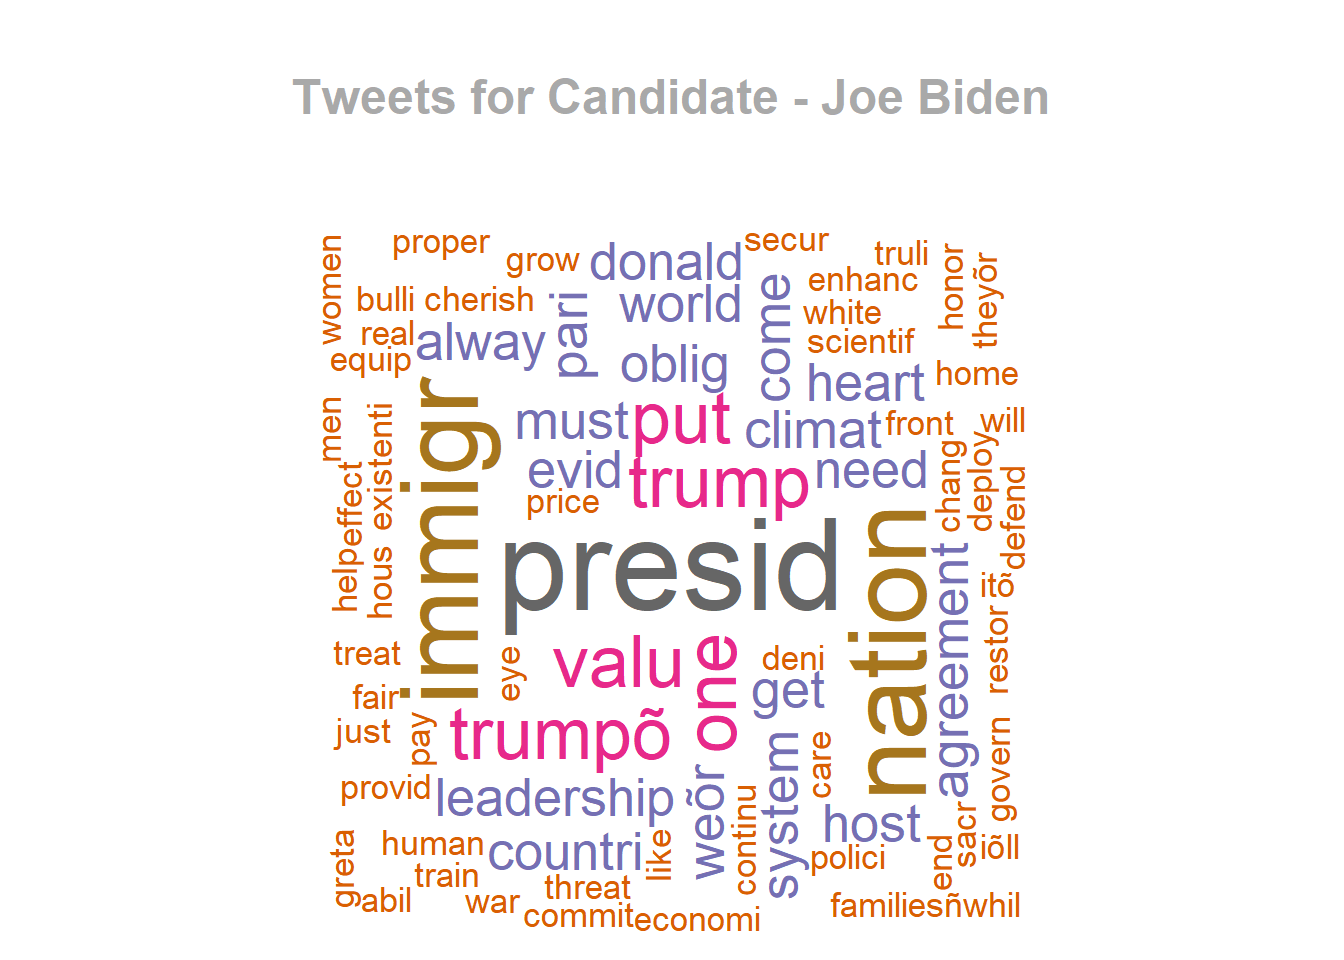 Tweets for Candidate - Joe Biden
women
proper
grow
donald
secur
truli
honor
theyõr
bulli
cherish
pari
world
come
enhanc
white
real
alway
equip
oblig
scientif
heart
home
immigr
men
existenti
must
put
climat
front
will
evid
trump
need
price
chang
deploy
defend
effect
help
hous
presid
nation
agreement
itõ
restor
treat
eye
valu
one
deni
get
fair
just
pay
trumpõ
govern
provid
leadership
weõr
continu
system
care
host
sacr
iõll
greta
human
countri
like
polici
end
train
threat
abil
war
commit
economi
familiesñwhil